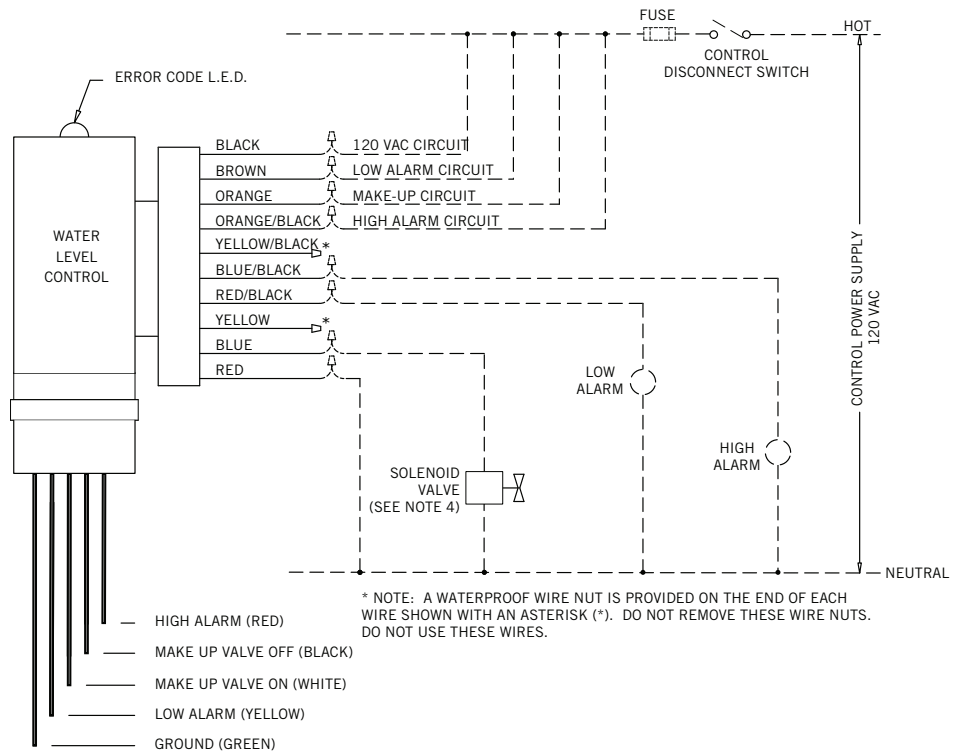 FUSE
HOT
CONTROL
DISCONNECT SWITCH
ERROR CODE L.E.D.
BLACK
120 VAC CIRCUIT
BROWN
LOW ALARM CIRCUIT
ORANGE
MAKE-UP CIRCUIT
ORANGE/BLACK
HIGH ALARM CIRCUIT
YELLOW/BLACK *
BLUE/BLACK
RED/BLACK
YELLOW *
BLUE
RED
WATER
LEVEL
CONTROL
CONTROL POWER SUPPLY
120 VAC
LOW
ALARM
HIGH
ALARM
SOLENOID
VALVE
(SEE NOTE 4)
NEUTRAL
* NOTE: A WATERPROOF WIRE NUT IS PROVIDED ON THE END OF EACH
WIRE SHOWN WITH AN ASTERISK (*). DO NOT REMOVE THESE WIRE NUTS.
DO NOT USE THESE WIRES.
HIGH ALARM (RED)
MAKE UP VALVE OFF (BLACK)
MAKE UP VALVE ON (WHITE)
LOW ALARM (YELLOW)
GROUND (GREEN)